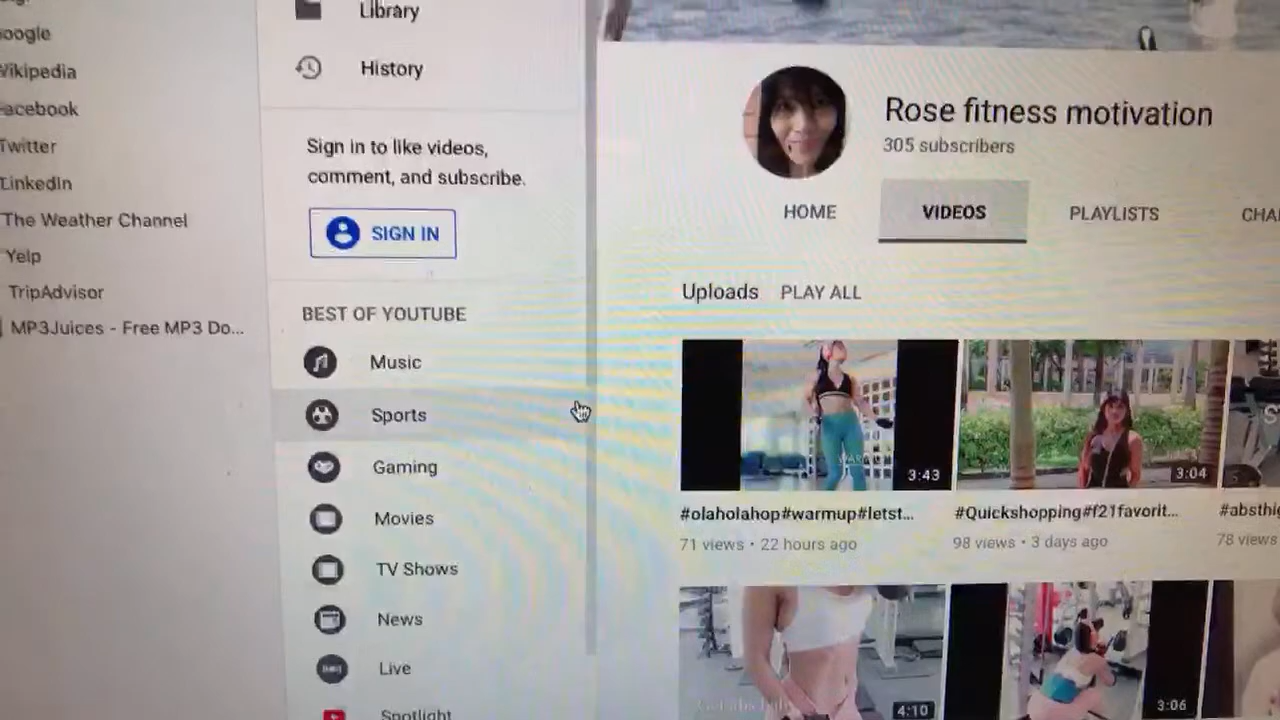 Library
History
oogle
Wikipedia
acebook
Twitter
LinkedIn
The Weather Channel
Yelp
TripAdvisor
MP3Juices - Free MP3 Do...
Sign in to like videos,
comment, and subscribe.
SIGN IN
BEST OF YOUTUBE
Music
Sports
Gaming
Movies
TV Shows
News
Live
Spotlight
Rose fitness motivation
305 subscribers
HOME VIDEOS PLAYLISTS CHA
Uploads PLAY ALL
3:43
3:04
#olaholahop#warmup#letst...
#Quickshopping#f21favorit...
#absthig
71 views • 22 hours ago
98 views • 3 days ago
78 views
4:10
3:06